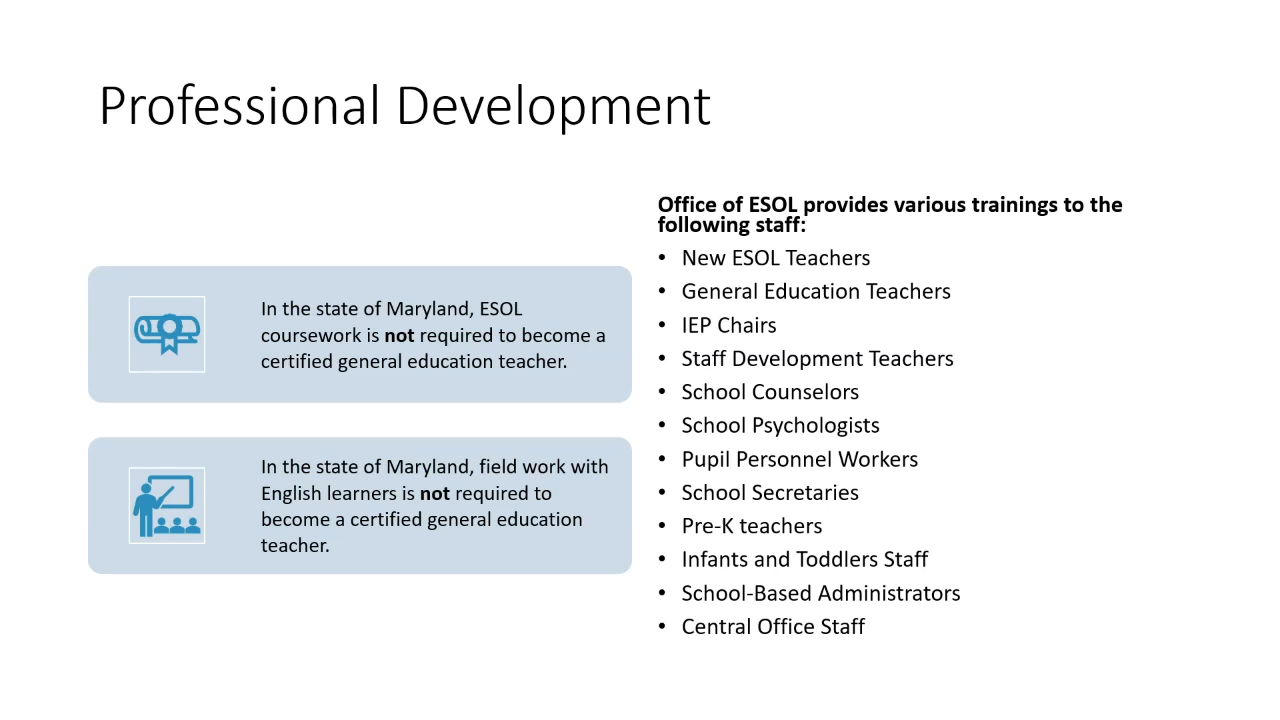 Professional Development
In the state of Maryland, ESOL
coursework is not required to become a
certified general education teacher.
In the state of Maryland, field work with
English learners is not required to
become a certified general education
teacher.
Office of ESOL provides various trainings to the
following staff:
• New ESOL Teachers
• General Education Teachers
• IEP Chairs
• Staff Development Teachers
• School Counselors
• School Psychologists
• Pupil Personnel Workers
• School Secretaries
• Pre-K teachers
• Infants and Toddlers Staff
• School-Based Administrators
• Central Office Staff